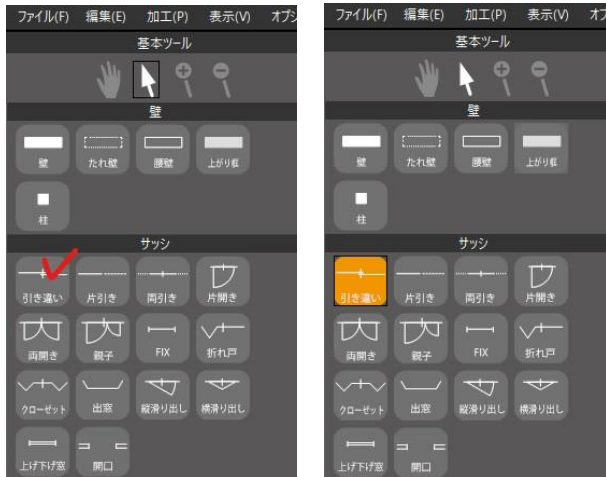 ファイル(F) 編集(E) 加工(P) 表示(V) オプシ
基本ツール
壁
壁 たれ壁 腰壁 上がり框
柱
サッシ
引き違い 片引き 両引き 片開き
両開き 親子 FIX 折れ戸
クローゼット 出窓 縦滑り出し 横滑り出し
上げ下げ窓 開口
ファイル(F) 編集(E) 加工(P) 表示(V) オプ
基本ツール
壁
壁 たれ壁 腰壁 上がり框
柱
サッシ
引き違い 片引き 両引き 片開き
両開き 親子 FIX 折れ戸
クローゼット 出窓 縦滑り出し 横滑り出し
上げ下げ窓 開口